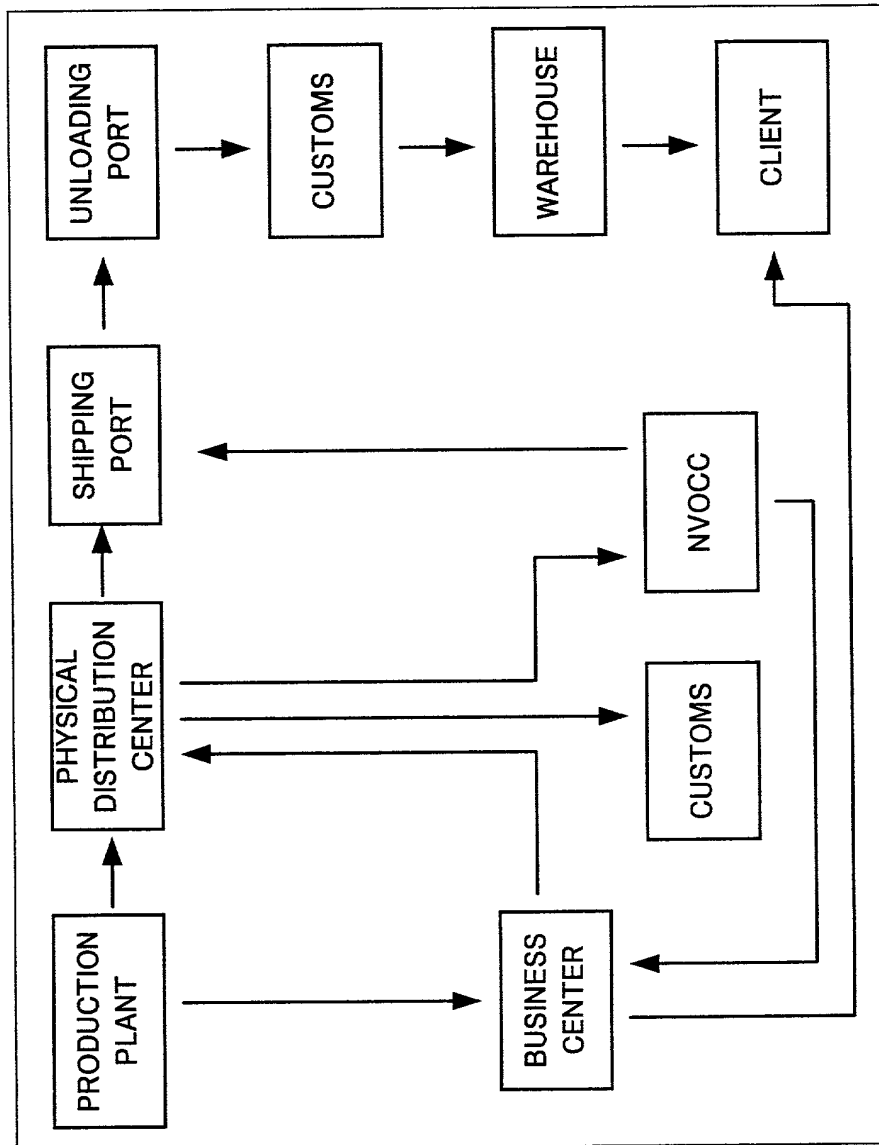 PRODUCTION
PLANT
PHYSICAL
DISTRIBUTION
CENTER
SHIPPING
PORT
UNLOADING
PORT
CUSTOMS
WAREHOUSE
CLIENT
BUSINESS
CENTER
CUSTOMS
NVOCC